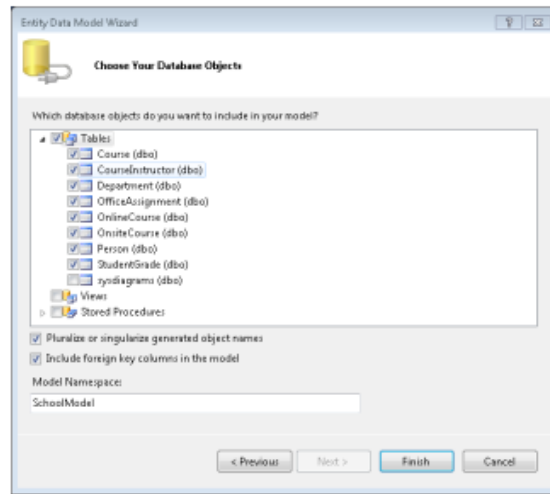 Entity Data Model Wizard
Choose Your Database Objects
Which database objects do you want to include in your model?
Tables
Course (dbo)
CourseInstructor (dbo)
Department (dbo)
OfficeAssignment (dbo)
OnlineCourse (dbo)
OnsiteCourse (dbo)
Person (dbo)
StudentGrade (dbo)
sysdiagrams (dbo)
Views
Stored Procedures
Pluralize or singularize generated object names
Include foreign key columns in the model
Model Namespace:
SchoolModel
< Previous Next > Finish Cancel